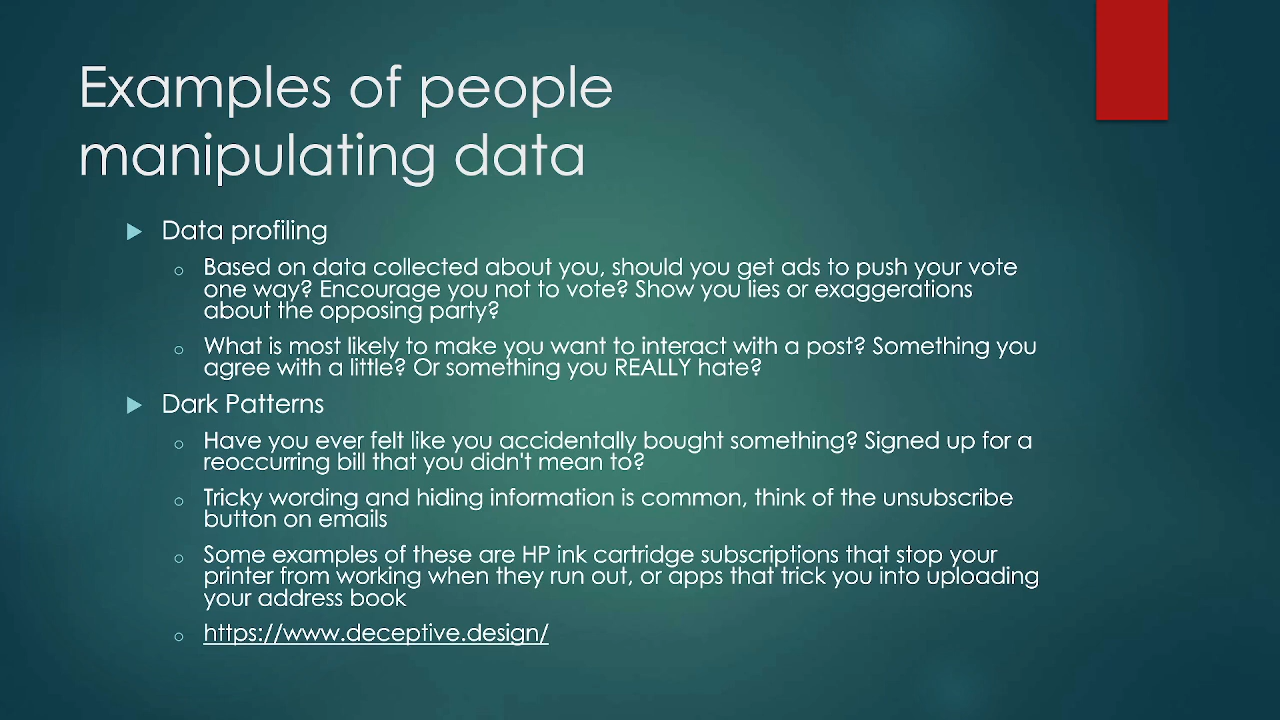 Examples of people
manipulating data
Data profiling
Based on data collected about you, should you get ads to push your vote
one way? Encourage you not to vote? Show you lies or exaggerations
about the opposing party?
What is most likely to make you want to interact with a post? Something you
agree with a little? Or something you REALLY hate?
Dark Patterns
Have you ever felt like you accidentally bought something? Signed up for a
reoccurring bill that you didn't mean to?
Tricky wording and hiding information is common, think of the unsubscribe
button on emails
Some examples of these are HP ink cartridge subscriptions that stop your
printer from working when they run out, or apps that trick you into uploading
your address book
https://www.deceptive.design/